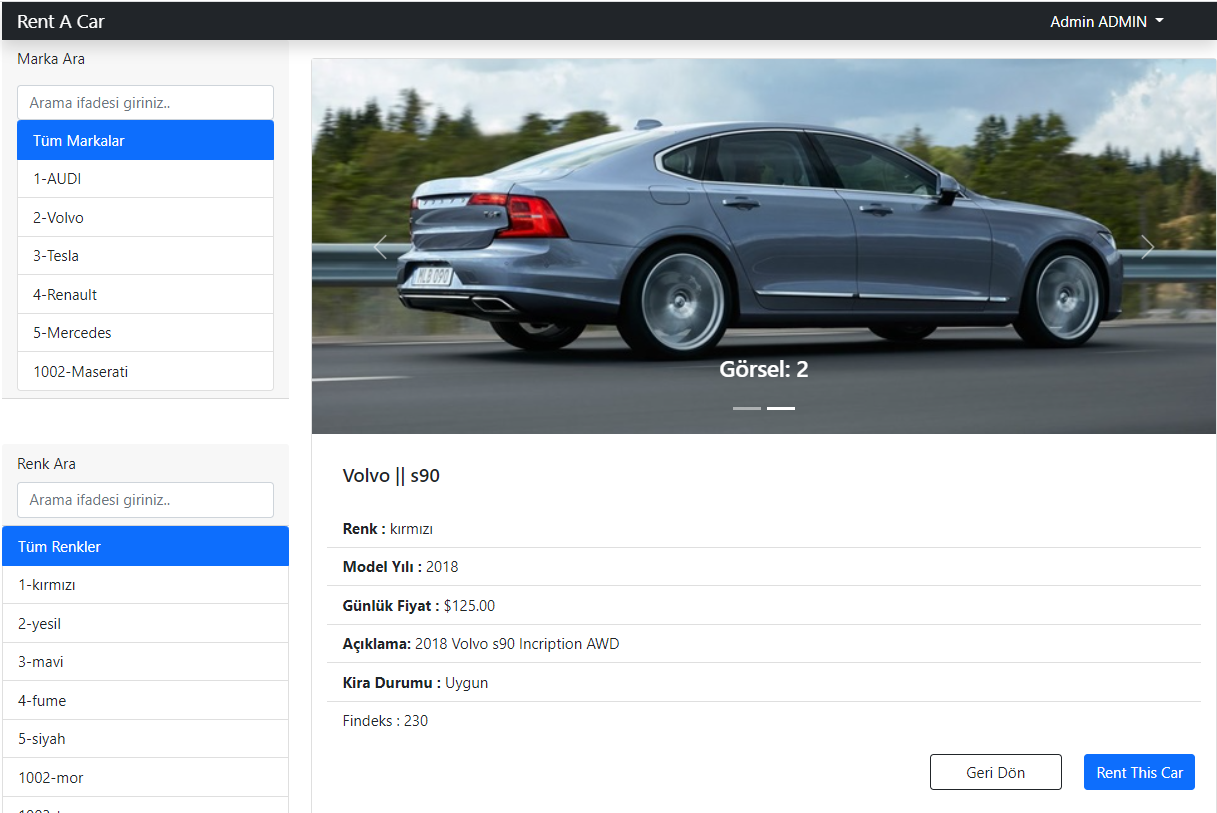 Rent A Car
Admin ADMIN
Marka Ara
Arama ifadesi giriniz..
Tüm Markalar
1-AUDI
2-Volvo
3-Tesla
4-Renault
5-Mercedes
1002-Maserati
Renk Ara
Arama ifadesi giriniz..
Tüm Renkler
1-kırmızı
2-yesil
3-mavi
4-fume
5-siyah
1002-mor
MLB 090
Görsel: 2
Volvo || s90
Renk : kırmızı
Model Yılı : 2018
Günlük Fiyat : $125.00
Açıklama: 2018 Volvo s90 Incription AWD
Kira Durumu : Uygun
Findeks : 230
Geri Dön
Rent This Car